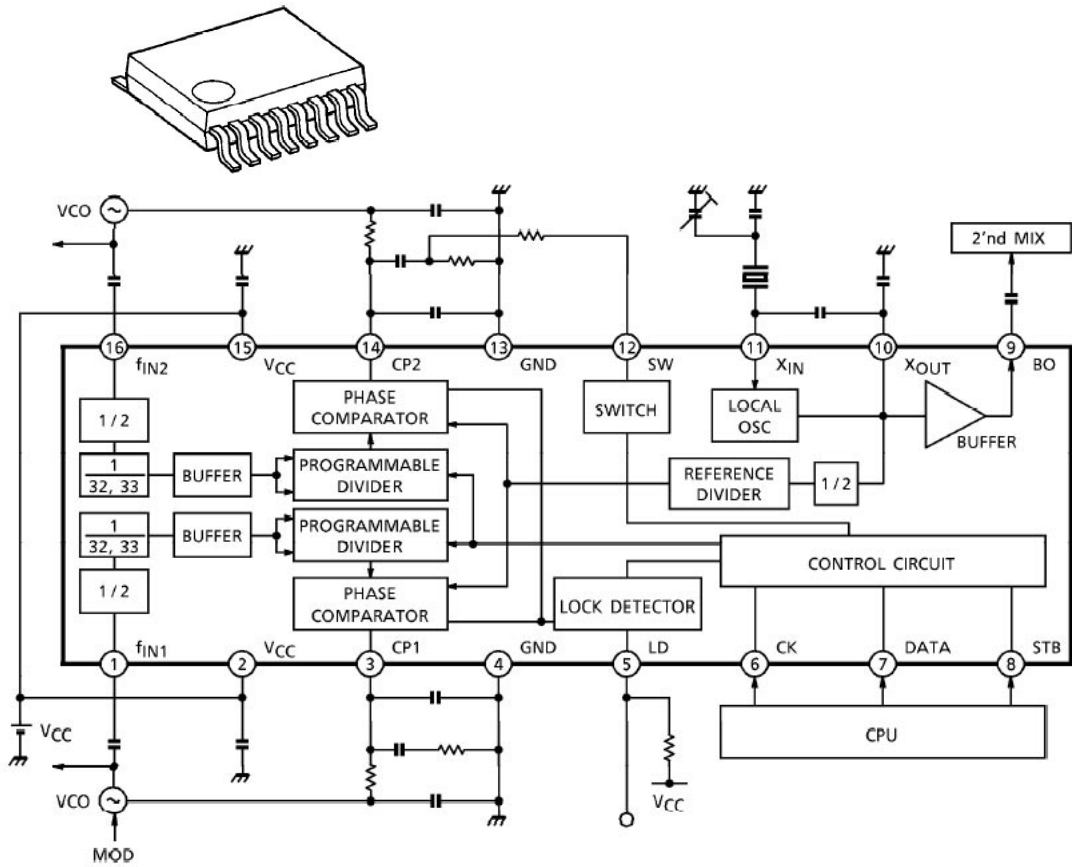 VCO
2'nd MIX
16 15 14 13 12 11 10 9
fIN2 VCC CP2 GND SW XIN XOUT BO
1/2
PHASE
COMPARATOR
SWITCH
LOCAL
OSC
BUFFER
1
32, 33
BUFFER
PROGRAMMABLE
DIVIDER
REFERENCE
DIVIDER
1/2
1
32, 33
BUFFER
PROGRAMMABLE
DIVIDER
CONTROL CIRCUIT
1/2
PHASE
COMPARATOR
LOCK DETECTOR
fIN1 VCC CP1 GND LD CK DATA STB
1 2 3 4 5 6 7 8
VCC
CPU
VCC
VCO
MOD